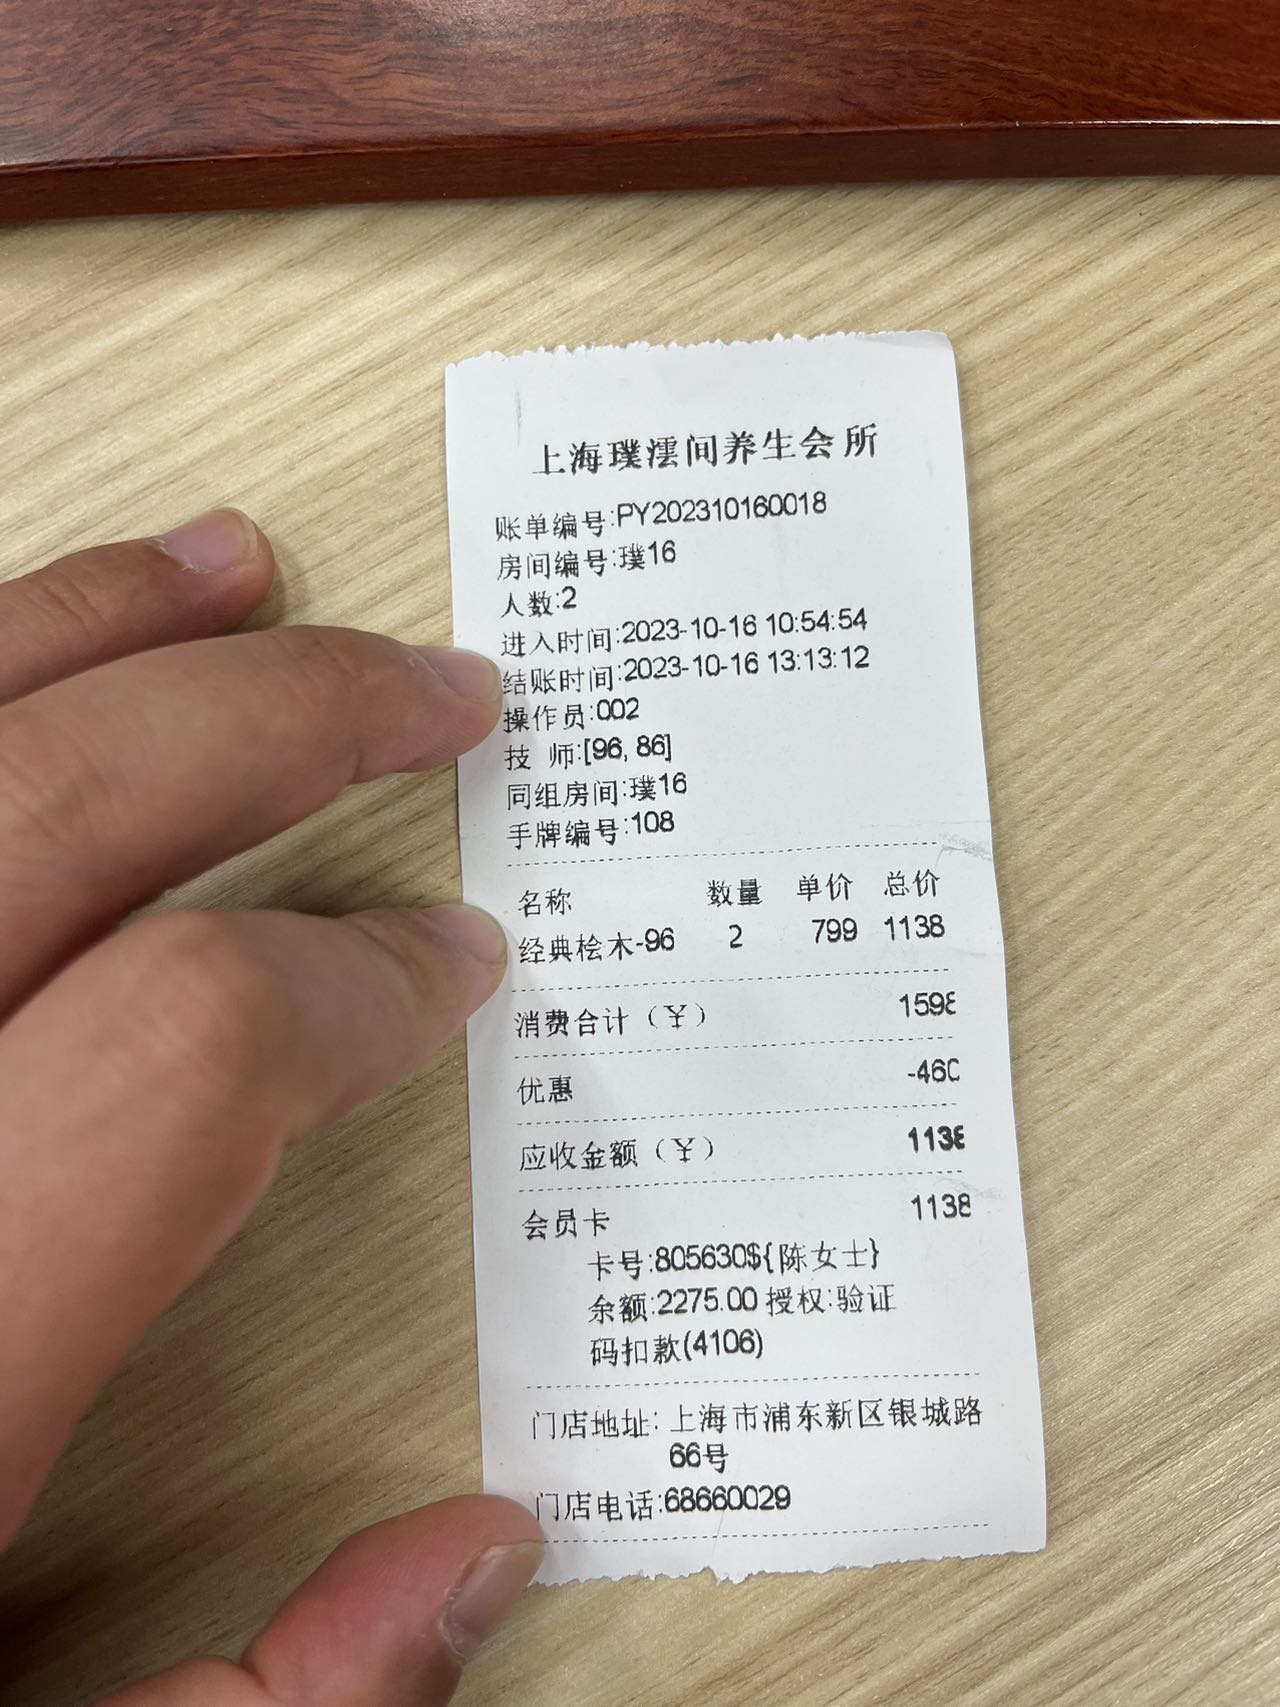 上海璞澐间养生会所
账单编号:PY202310160018
房间编号:璞16
人数:2
进入时间:2023-10-16 10:54:54
结账时间:2023-10-16 13:13:12
操作员:002
技 师:[96, 86]
同组房间:璞16
手牌编号:108
名称 数量 单价 总价
经典桧木-96 2 799 1138
消费合计（¥） 1598
优惠 -460
应收金额（¥） 1138
会员卡 1138
卡号:805630${陈女士}
余额:2275.00 授权:验证
码扣款(4106)
门店地址: 上海市浦东新区银城路
66号
门店电话:68660029